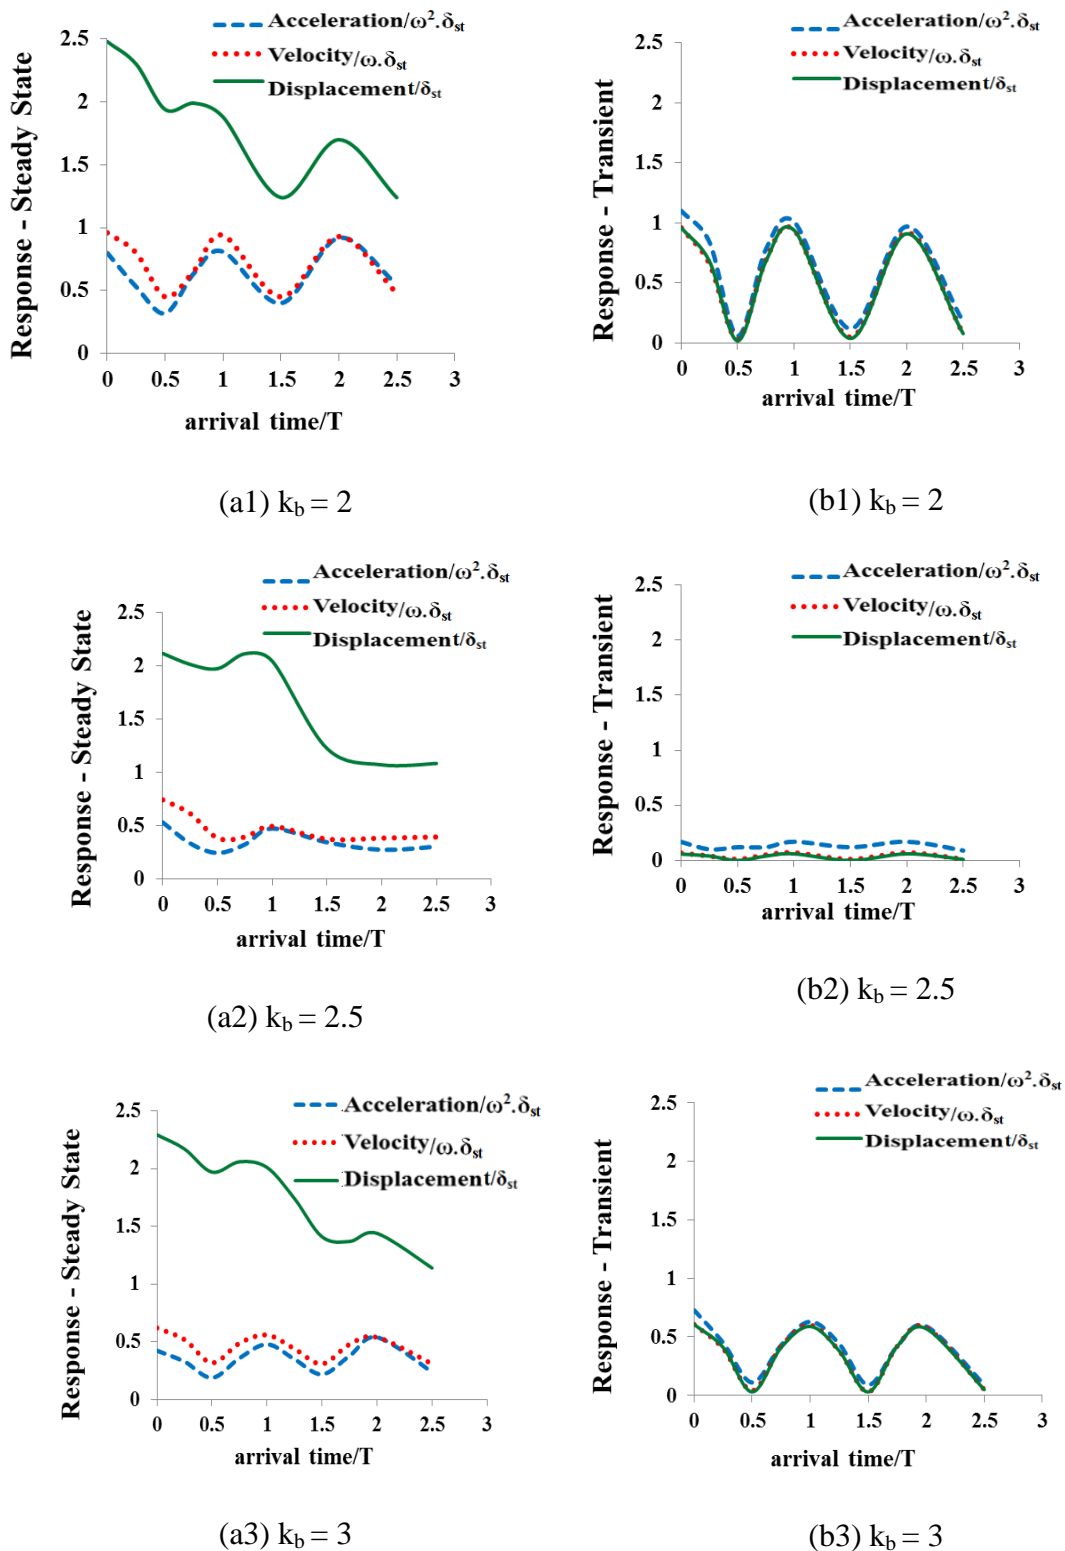 Acceleration/ω².δst
Velocity/ω.δst
Displacement/δst
Response - Steady State
2.5
2
1.5
1
0.5
0
0 0.5 1 1.5 2 2.5 3
arrival time/T
(a1) kb = 2
Acceleration/ω².δst
Velocity/ω.δst
Displacement/δst
Response - Transient
2.5
2
1.5
1
0.5
0
0 0.5 1 1.5 2 2.5 3
arrival time/T
(b1) kb = 2
Acceleration/ω².δst
Velocity/ω.δst
Displacement/δst
Response - Steady State
2.5
2
1.5
1
0.5
0
0 0.5 1 1.5 2 2.5 3
arrival time/T
(a2) kb = 2.5
Acceleration/ω².δst
Velocity/ω.δst
Displacement/δst
Response - Transient
2.5
2
1.5
1
0.5
0
0 0.5 1 1.5 2 2.5 3
arrival time/T
(b2) kb = 2.5
Acceleration/ω².δst
Velocity/ω.δst
Displacement/δst
Response - Steady State
2.5
2
1.5
1
0.5
0
0 0.5 1 1.5 2 2.5 3
arrival time/T
(a3) kb = 3
Acceleration/ω².δst
Velocity/ω.δst
Displacement/δst
Response - Transient
2.5
2
1.5
1
0.5
0
0 0.5 1 1.5 2 2.5 3
arrival time/T
(b3) kb = 3